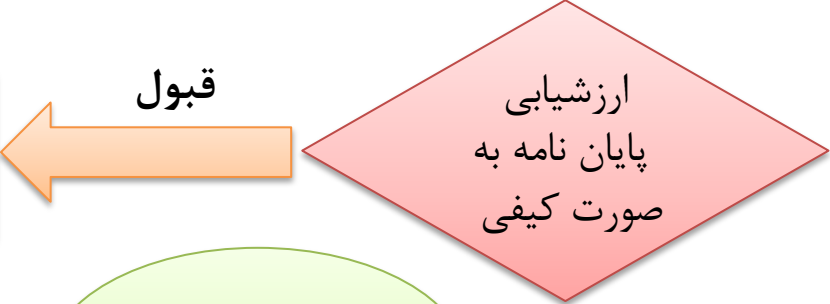 قبول
ارزشیابی
پایان نامه به
صورت کیفی